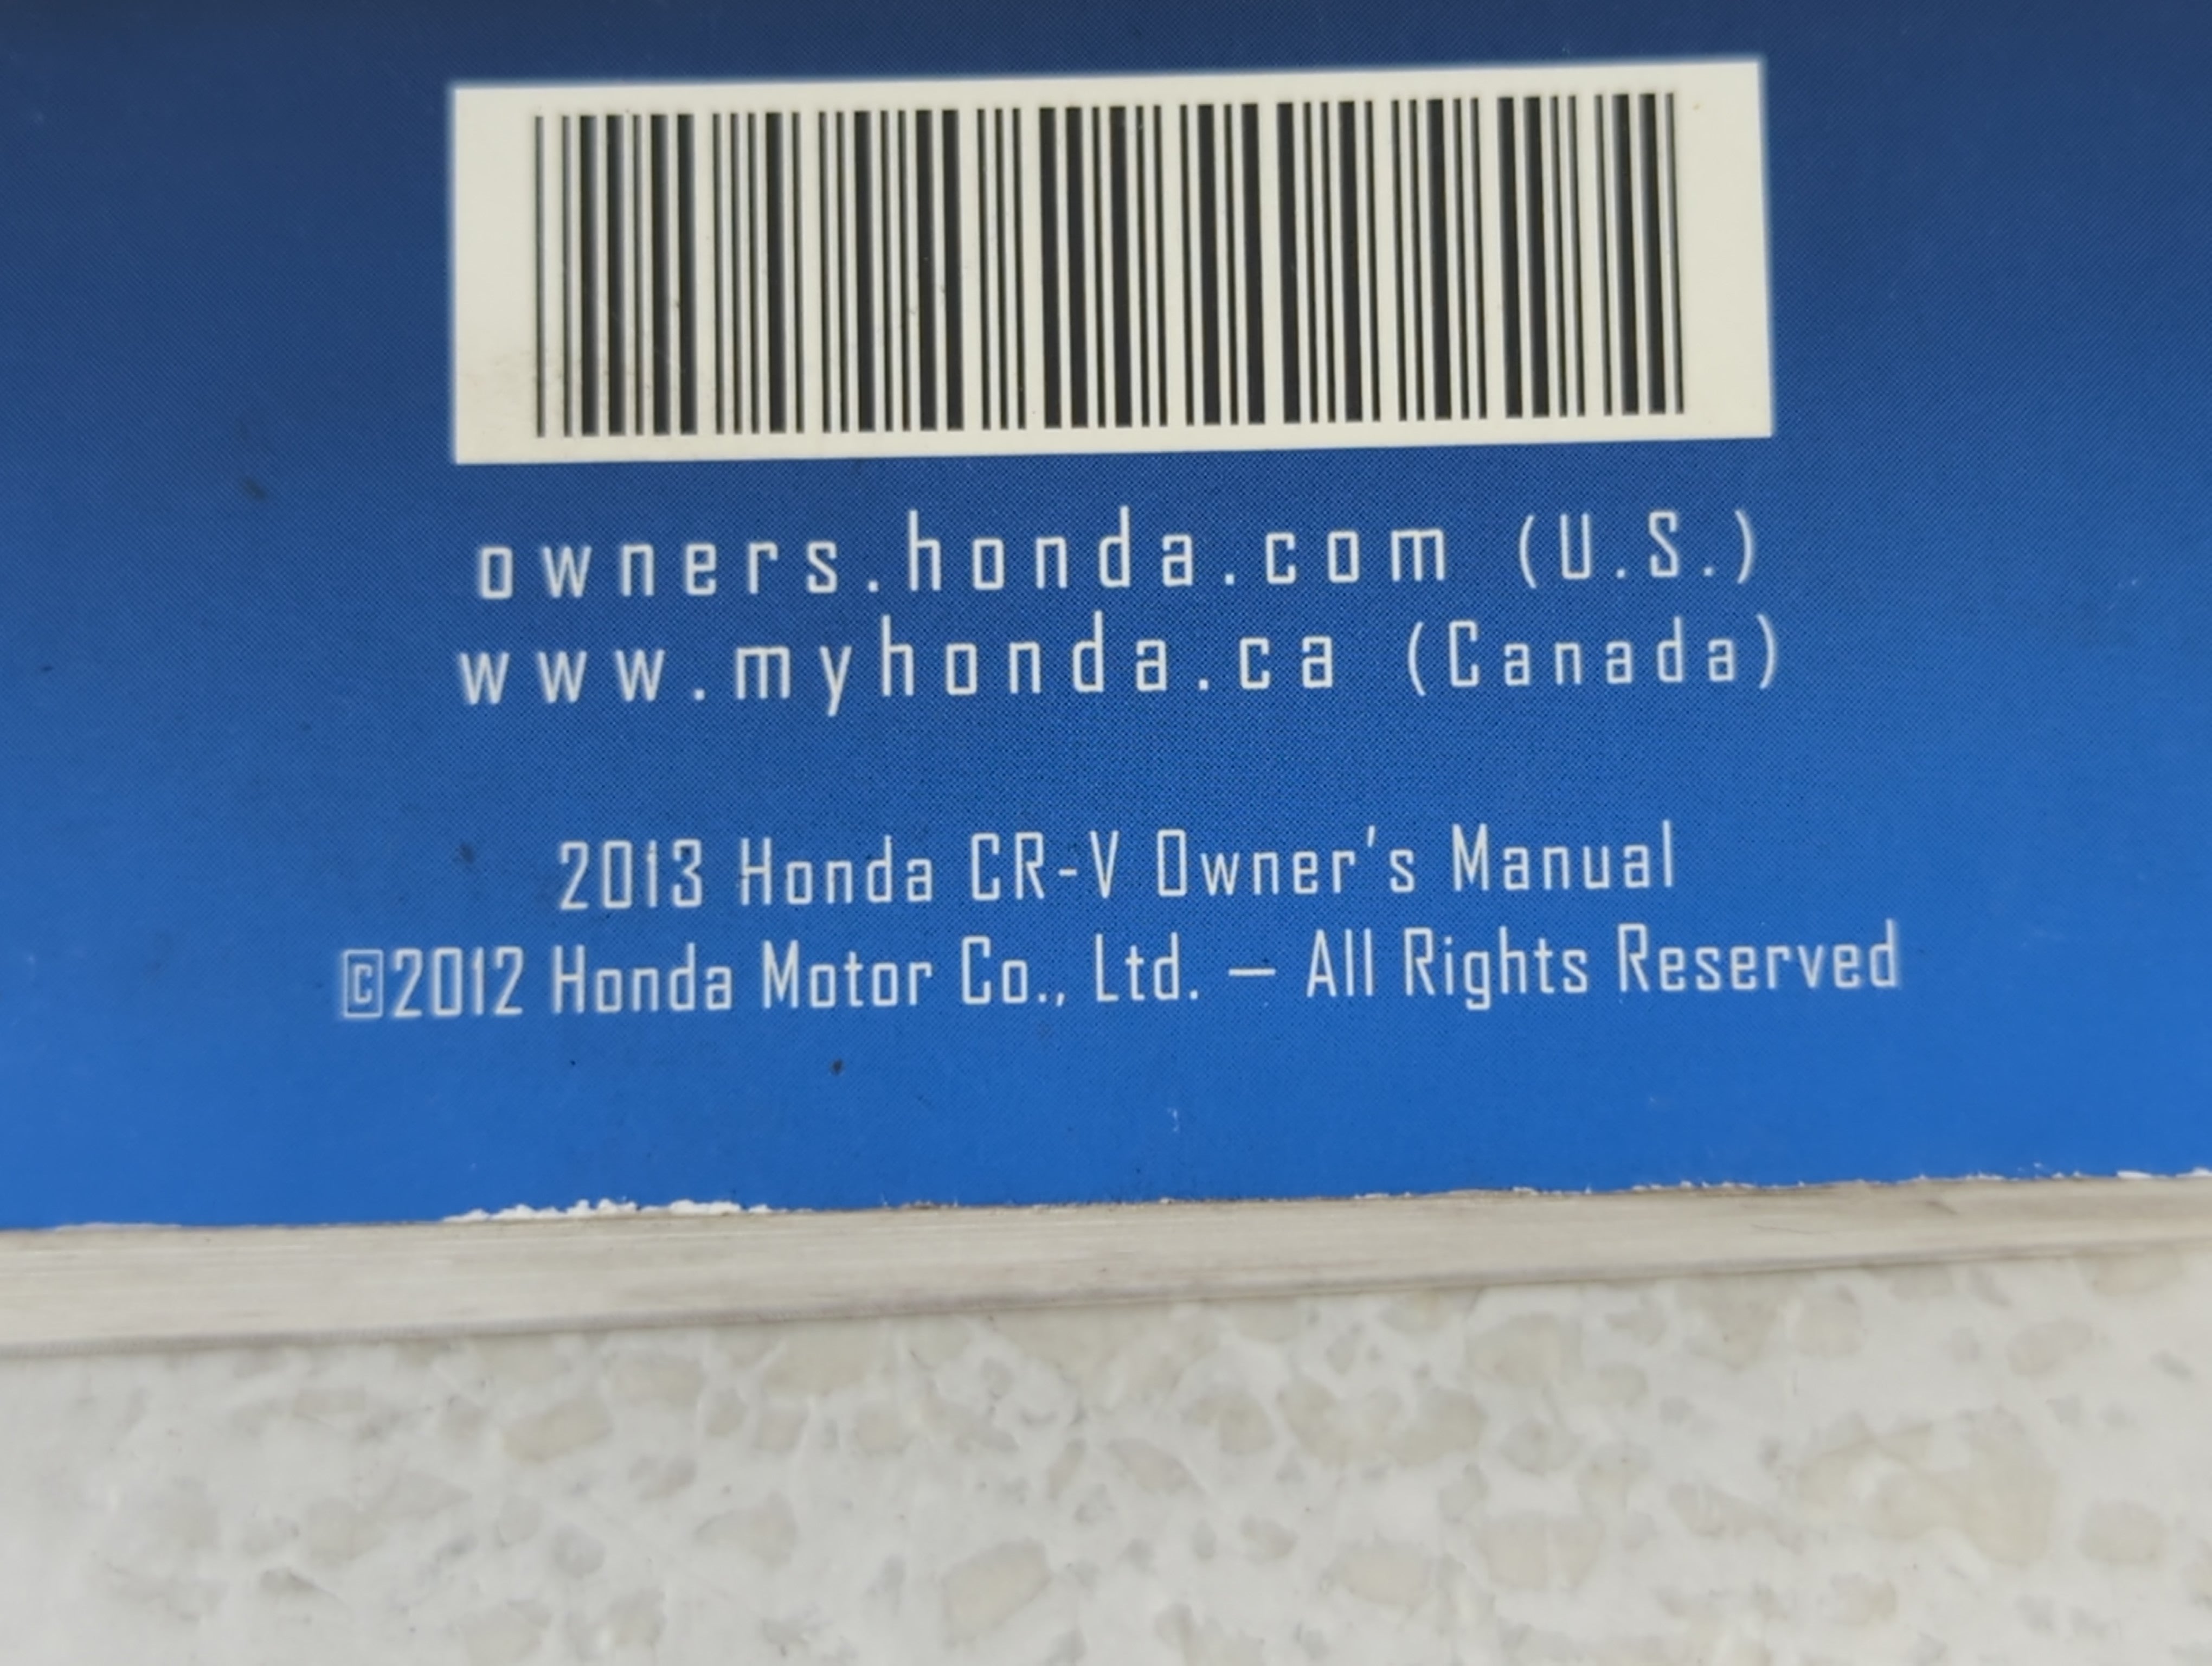 owners.honda.com (U.S.)
www.myhonda.ca (Canada)
2013 Honda CR-V Owner's Manual
©2012 Honda Motor Co., Ltd. — All Rights Reserved